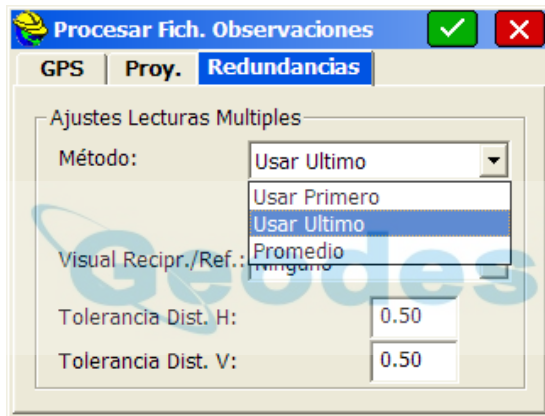 Procesar Fich. Observaciones
GPS Proy. Redundancias
Ajustes Lecturas Multiples
Método: Usar Ultimo
Usar Primero
Usar Ultimo
Promedio
Visual Recipr./Ref.: Ninguno
Tolerancia Dist. H: 0.50
Tolerancia Dist. V: 0.50
Geodes